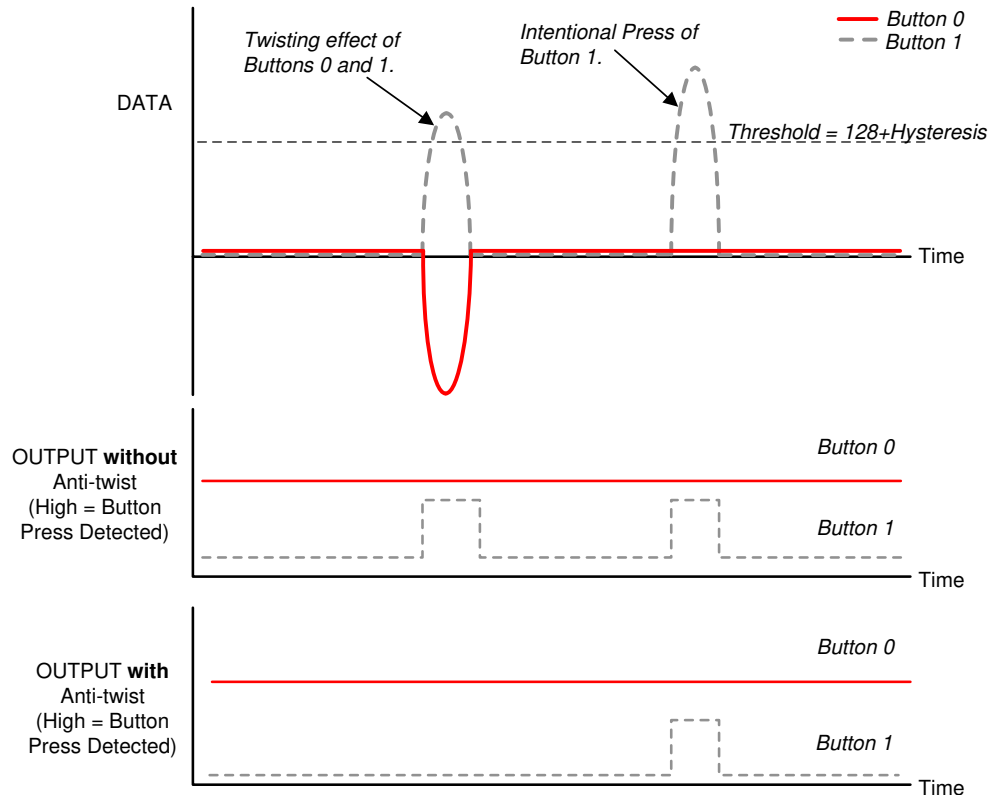 Button 0
Button 1
Twisting effect of
Buttons 0 and 1.
Intentional Press of
Button 1.
DATA
Threshold = 128+Hysteresis
Time
OUTPUT without
Anti-twist
(High = Button
Press Detected)
Button 0
Button 1
Time
OUTPUT with
Anti-twist
(High = Button
Press Detected)
Button 0
Button 1
Time